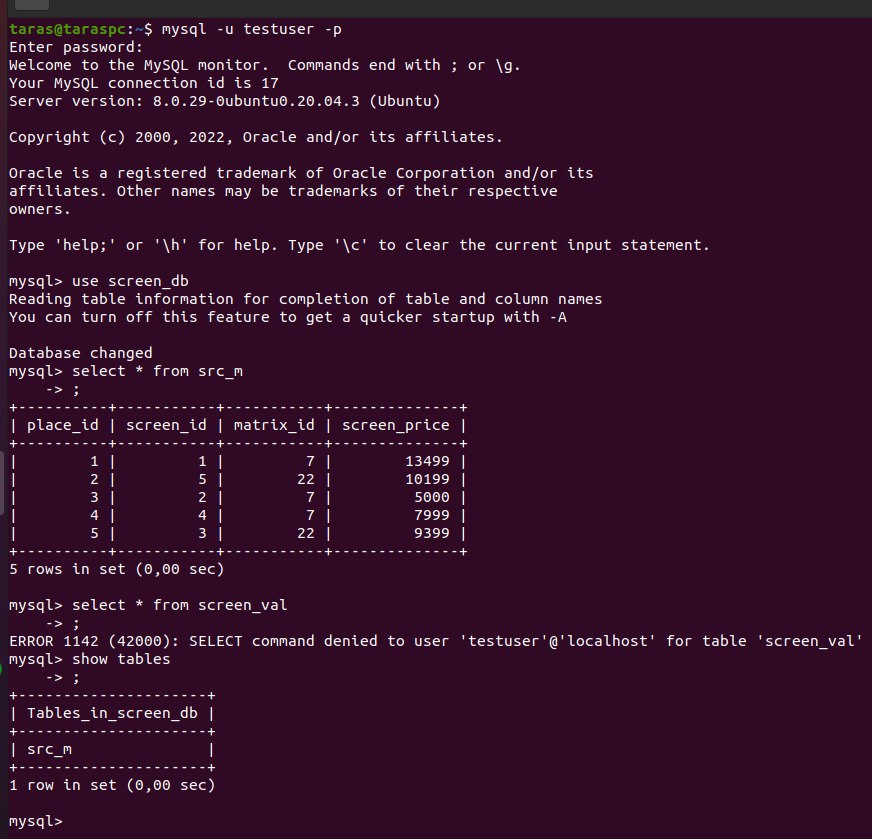 taras@taraspc:~$ mysql -u testuser -p
Enter password:
Welcome to the MySQL monitor.  Commands end with ; or \g.
Your MySQL connection id is 17
Server version: 8.0.29-0ubuntu0.20.04.3 (Ubuntu)

Copyright (c) 2000, 2022, Oracle and/or its affiliates.

Oracle is a registered trademark of Oracle Corporation and/or its
affiliates. Other names may be trademarks of their respective
owners.

Type 'help;' or '\h' for help. Type '\c' to clear the current input statement.

mysql> use screen_db
Reading table information for completion of table and column names
You can turn off this feature to get a quicker startup with -A

Database changed
mysql> select * from src_m
    -> ;
+----------+-----------+-----------+--------------+
| place_id | screen_id | matrix_id | screen_price |
+----------+-----------+-----------+--------------+
|        1 |         1 |         7 |        13499 |
|        2 |         5 |        22 |        10199 |
|        3 |         2 |         7 |         5000 |
|        4 |         4 |         7 |         7999 |
|        5 |         3 |        22 |         9399 |
+----------+-----------+-----------+--------------+
5 rows in set (0,00 sec)

mysql> select * from screen_val
    -> ;
ERROR 1142 (42000): SELECT command denied to user 'testuser'@'localhost' for table 'screen_val'
mysql> show tables
    -> ;
+---------------------+
| Tables_in_screen_db |
+---------------------+
| src_m               |
+---------------------+
1 row in set (0,00 sec)

mysql>